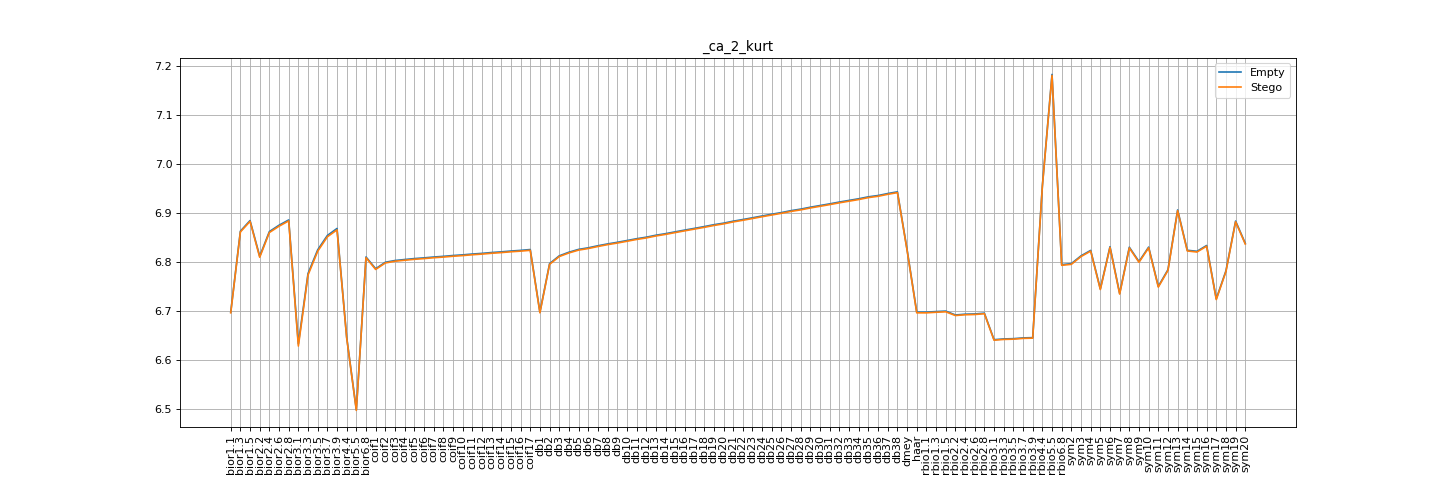 _ca_2_kurt
7.2
7.1
7.0
6.9
6.8
6.7
6.6
6.5
Empty
Stego
bior1.1
bior1.3
bior1.5
bior2.2
bior2.4
bior2.6
bior2.8
bior3.1
bior3.3
bior3.5
bior3.7
bior3.9
bior4.4
bior5.5
bior6.8
coif1
coif2
coif3
coif4
coif5
coif6
coif7
coif8
coif9
coif10
coif11
coif12
coif13
coif14
coif15
coif16
coif17
db1
db2
db3
db4
db5
db6
db7
db8
db9
db10
db11
db12
db13
db14
db15
db16
db17
db18
db19
db20
db21
db22
db23
db24
db25
db26
db27
db28
db29
db30
db31
db32
db33
db34
db35
db36
db37
db38
dmey
haar
rbio1.1
rbio1.3
rbio1.5
rbio2.2
rbio2.4
rbio2.6
rbio2.8
rbio3.1
rbio3.3
rbio3.5
rbio3.7
rbio3.9
rbio4.4
rbio5.5
rbio6.8
sym2
sym3
sym4
sym5
sym6
sym7
sym8
sym9
sym10
sym11
sym12
sym13
sym14
sym15
sym16
sym17
sym18
sym19
sym20